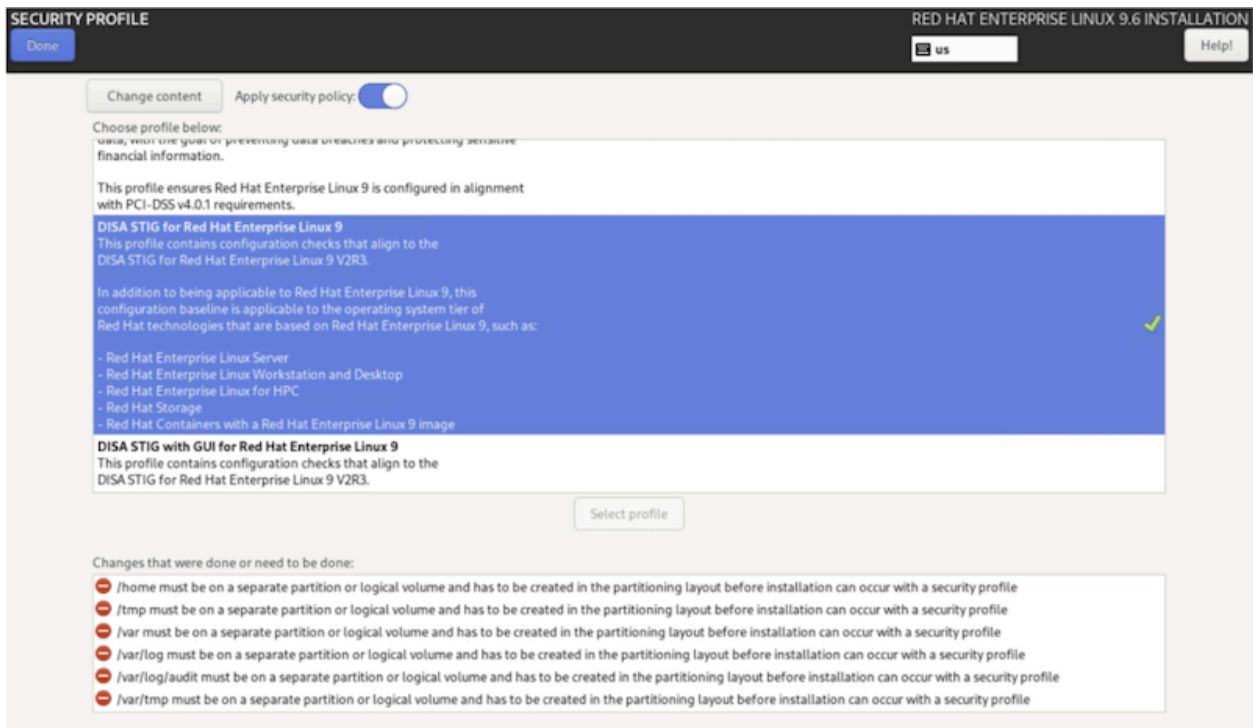 SECURITY PROFILE
RED HAT ENTERPRISE LINUX 9.6 INSTALLATION
Done
us
Help!
Change content
Apply security policy:
Choose profile below:
data, with the goal of preventing data breaches and protecting sensitive
financial information.
This profile ensures Red Hat Enterprise Linux 9 is configured in alignment
with PCI-DSS v4.0.1 requirements.
DISA STIG for Red Hat Enterprise Linux 9
This profile contains configuration checks that align to the
DISA STIG for Red Hat Enterprise Linux 9 V2R3.
In addition to being applicable to Red Hat Enterprise Linux 9, this
configuration baseline is applicable to the operating system tier of
Red Hat technologies that are based on Red Hat Enterprise Linux 9, such as:
- Red Hat Enterprise Linux Server
- Red Hat Enterprise Linux Workstation and Desktop
- Red Hat Enterprise Linux for HPC
- Red Hat Storage
- Red Hat Containers with a Red Hat Enterprise Linux 9 image
DISA STIG with GUI for Red Hat Enterprise Linux 9
This profile contains configuration checks that align to the
DISA STIG for Red Hat Enterprise Linux 9 V2R3.
Select profile
Changes that were done or need to be done:
/home must be on a separate partition or logical volume and has to be created in the partitioning layout before installation can occur with a security profile
/tmp must be on a separate partition or logical volume and has to be created in the partitioning layout before installation can occur with a security profile
/var must be on a separate partition or logical volume and has to be created in the partitioning layout before installation can occur with a security profile
/var/log must be on a separate partition or logical volume and has to be created in the partitioning layout before installation can occur with a security profile
/var/log/audit must be on a separate partition or logical volume and has to be created in the partitioning layout before installation can occur with a security profile
/var/tmp must be on a separate partition or logical volume and has to be created in the partitioning layout before installation can occur with a security profile